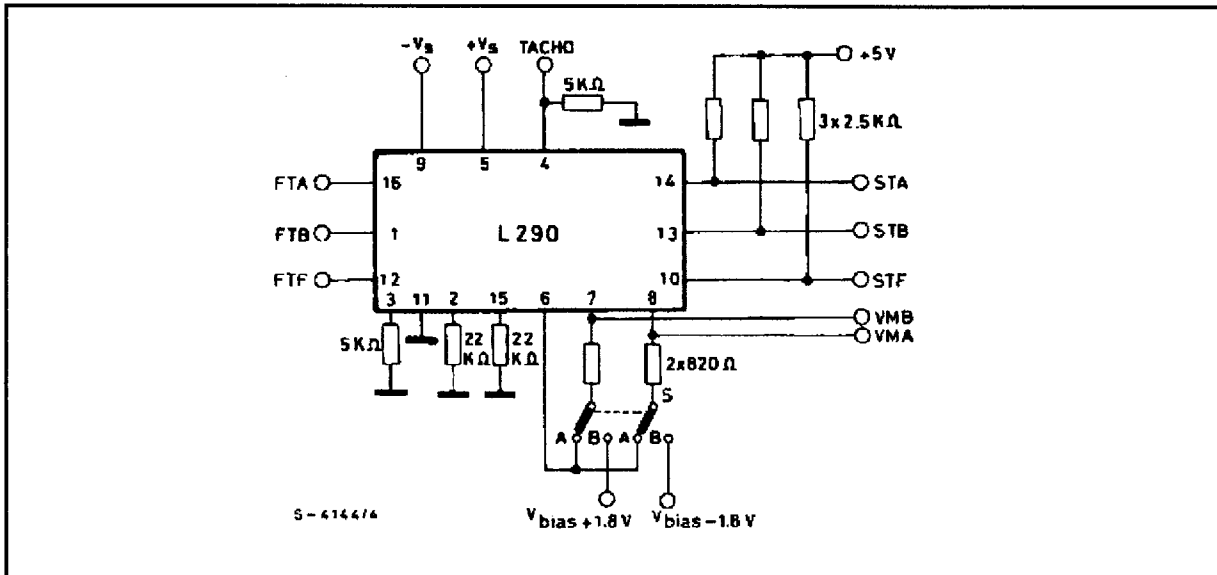 -Vs +Vs TACHO
5KΩ
+5V
3x2.5KΩ
9 5 4
FTA 16 14 STA
FTB 1 L290 13 STB
FTF 12 10 STF
3 11 2 15 6 7 8
VMB
VMA
5KΩ
22 KΩ
22 KΩ
2x820Ω
S
A B A B
S-4144/4
Vbias+1.8V Vbias-1.8V